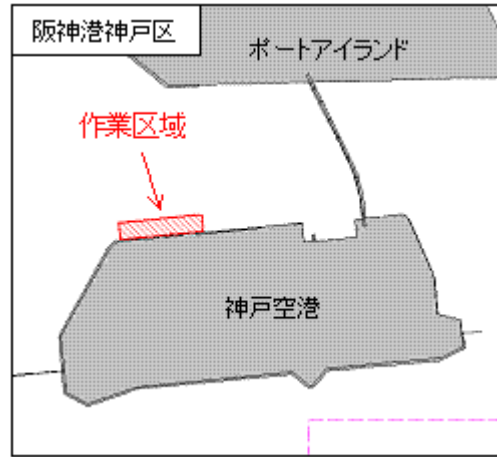 阪神港神戸区
ポートアイランド
作業区域
神戸空港